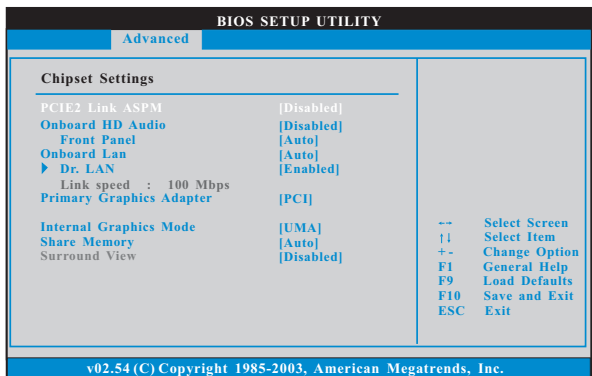 BIOS SETUP UTILITY
Advanced
Chipset Settings
PCIE2 Link ASPM [Disabled]
Onboard HD Audio [Disabled]
Front Panel [Auto]
Onboard Lan [Auto]
Dr. LAN [Enabled]
Link speed : 100 Mbps
Primary Graphics Adapter [PCI]
Internal Graphics Mode [UMA]
Share Memory [Auto]
Surround View [Disabled]
←→ Select Screen
↑↓ Select Item
+ - Change Option
F1 General Help
F9 Load Defaults
F10 Save and Exit
ESC Exit
v02.54 (C) Copyright 1985-2003, American Megatrends, Inc.